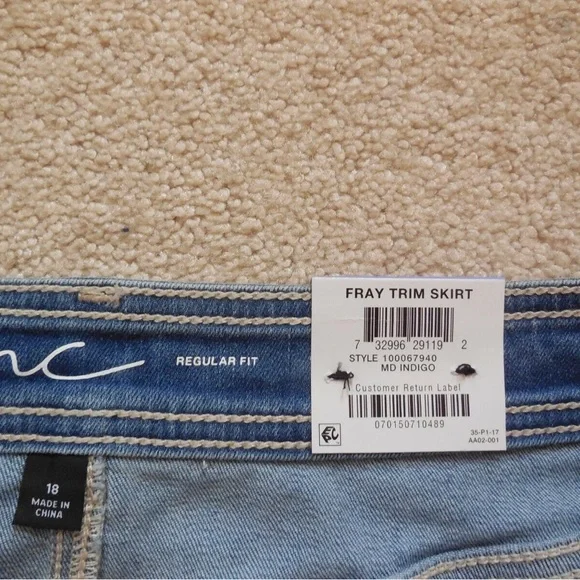 FRAY TRIM SKIRT
7 32996 29119 2
STYLE 100067940
MD INDIGO
Customer Return Label
070150710489
35-P1-17
AA02-001
nc REGULAR FIT
18
MADE IN
CHINA